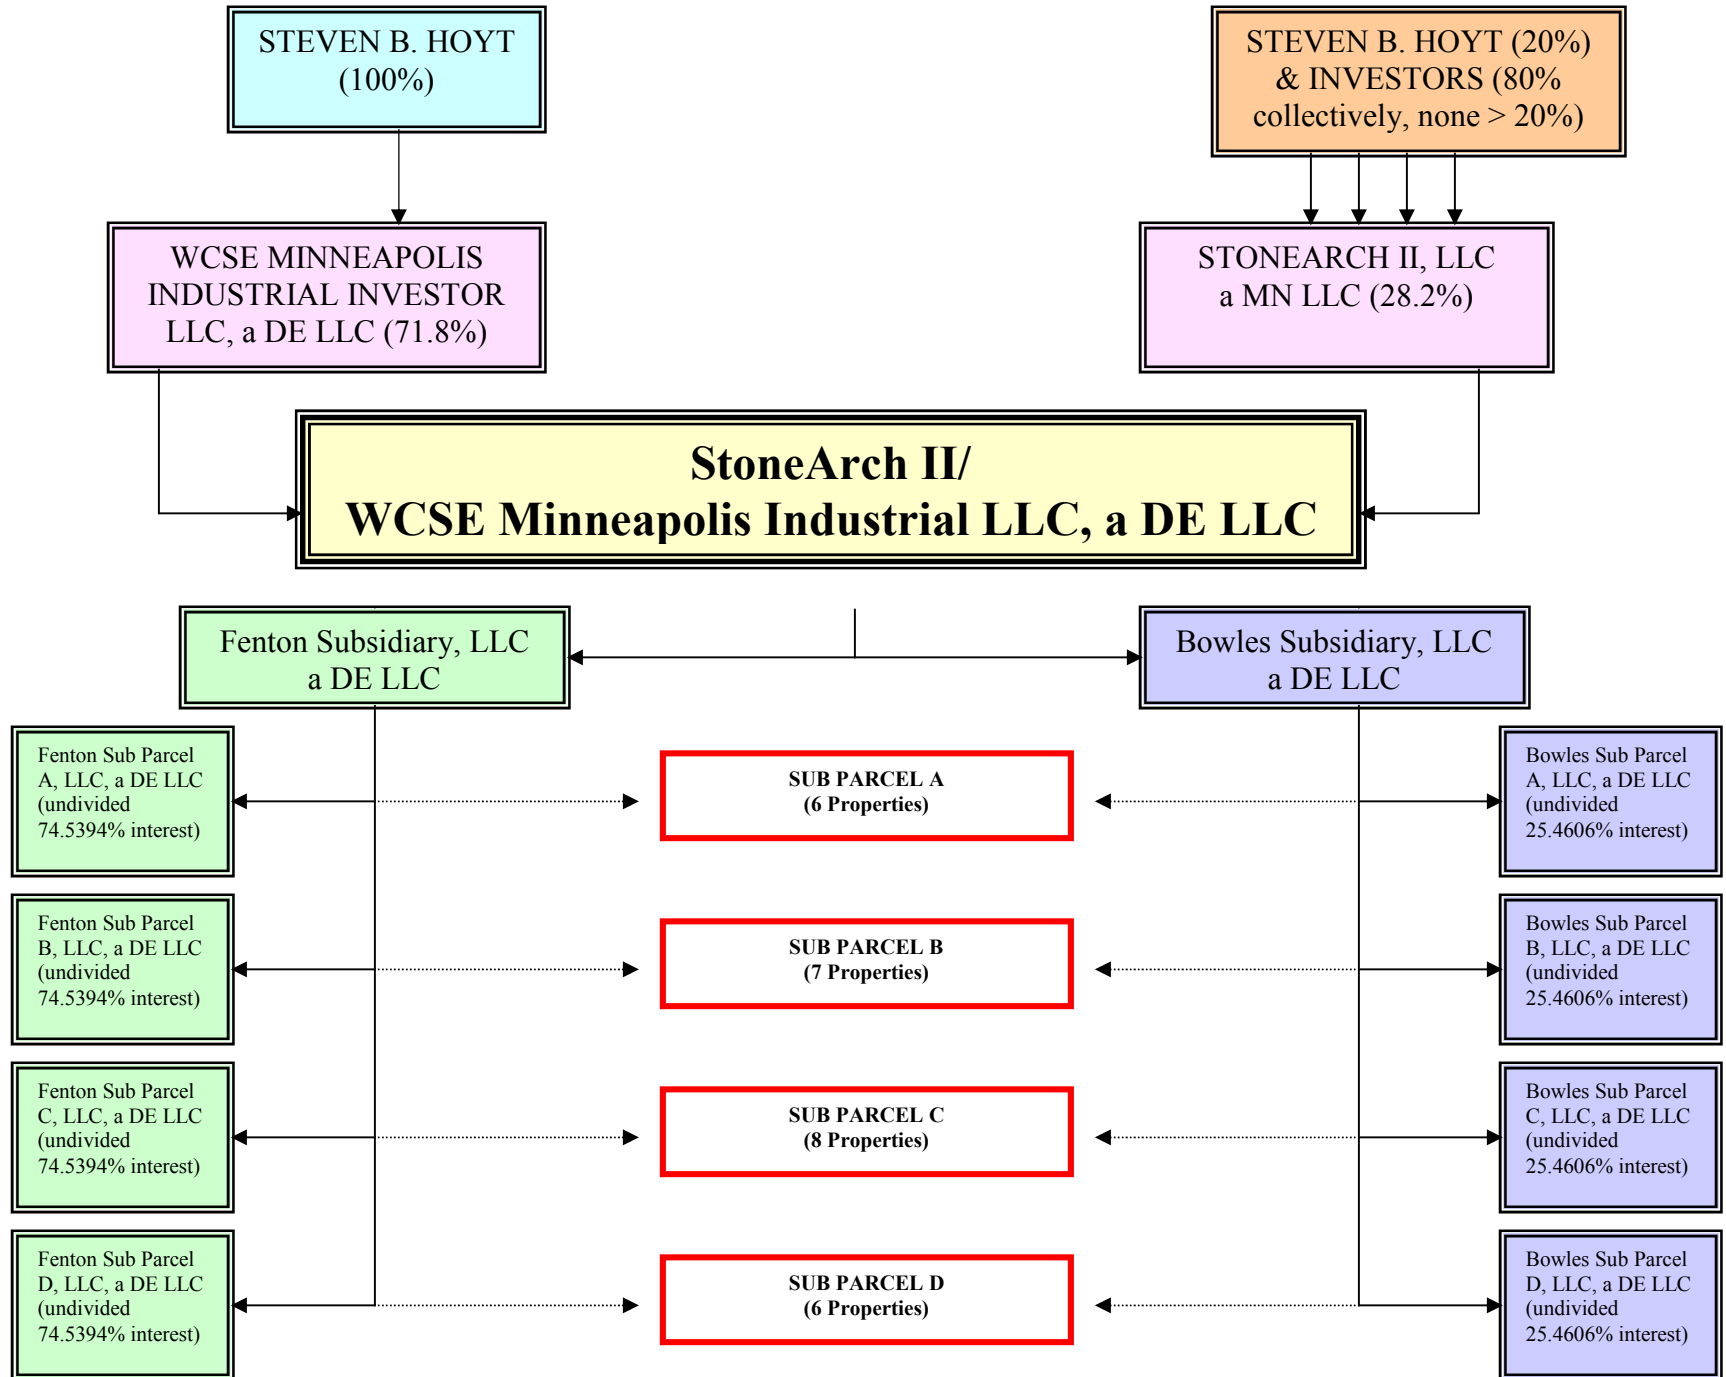 STEVEN B. HOYT
(100%)
STEVEN B. HOYT (20%)
& INVESTORS (80%
collectively, none > 20%)
WCSE MINNEAPOLIS
INDUSTRIAL INVESTOR
LLC, a DE LLC (71.8%)
STONEARCH II, LLC
a MN LLC (28.2%)
StoneArch II/
WCSE Minneapolis Industrial LLC, a DE LLC
Fenton Subsidiary, LLC
a DE LLC
Bowles Subsidiary, LLC
a DE LLC
Fenton Sub Parcel
A, LLC, a DE LLC
(undivided
74.5394% interest)
SUB PARCEL A
(6 Properties)
Bowles Sub Parcel
A, LLC, a DE LLC
(undivided
25.4606% interest)
Fenton Sub Parcel
B, LLC, a DE LLC
(undivided
74.5394% interest)
SUB PARCEL B
(7 Properties)
Bowles Sub Parcel
B, LLC, a DE LLC
(undivided
25.4606% interest)
Fenton Sub Parcel
C, LLC, a DE LLC
(undivided
74.5394% interest)
SUB PARCEL C
(8 Properties)
Bowles Sub Parcel
C, LLC, a DE LLC
(undivided
25.4606% interest)
Fenton Sub Parcel
D, LLC, a DE LLC
(undivided
74.5394% interest)
SUB PARCEL D
(6 Properties)
Bowles Sub Parcel
D, LLC, a DE LLC
(undivided
25.4606% interest)